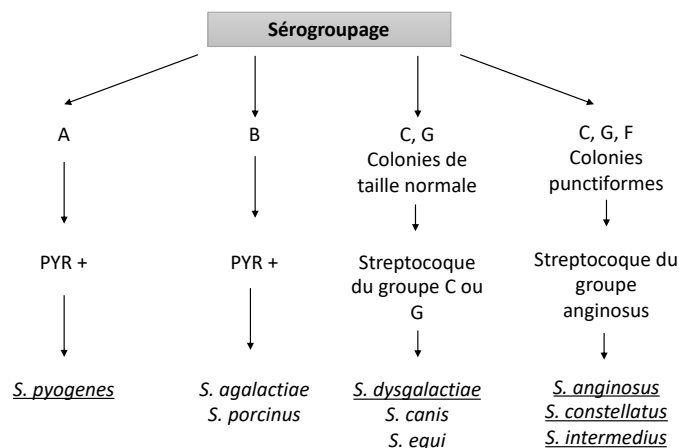 Sérogroupage
A
PYR +
S. pyogenes
B
PYR +
S. agalactiae
S. porcinus
C, G
Colonies de
taille normale
Streptocoque
du groupe C ou
G
S. dysgalactiae
S. canis
S. equi
C, G, F
Colonies
punctiformes
Streptocoque du
groupe
anginosus
S. anginosus
S. constellatus
S. intermedius